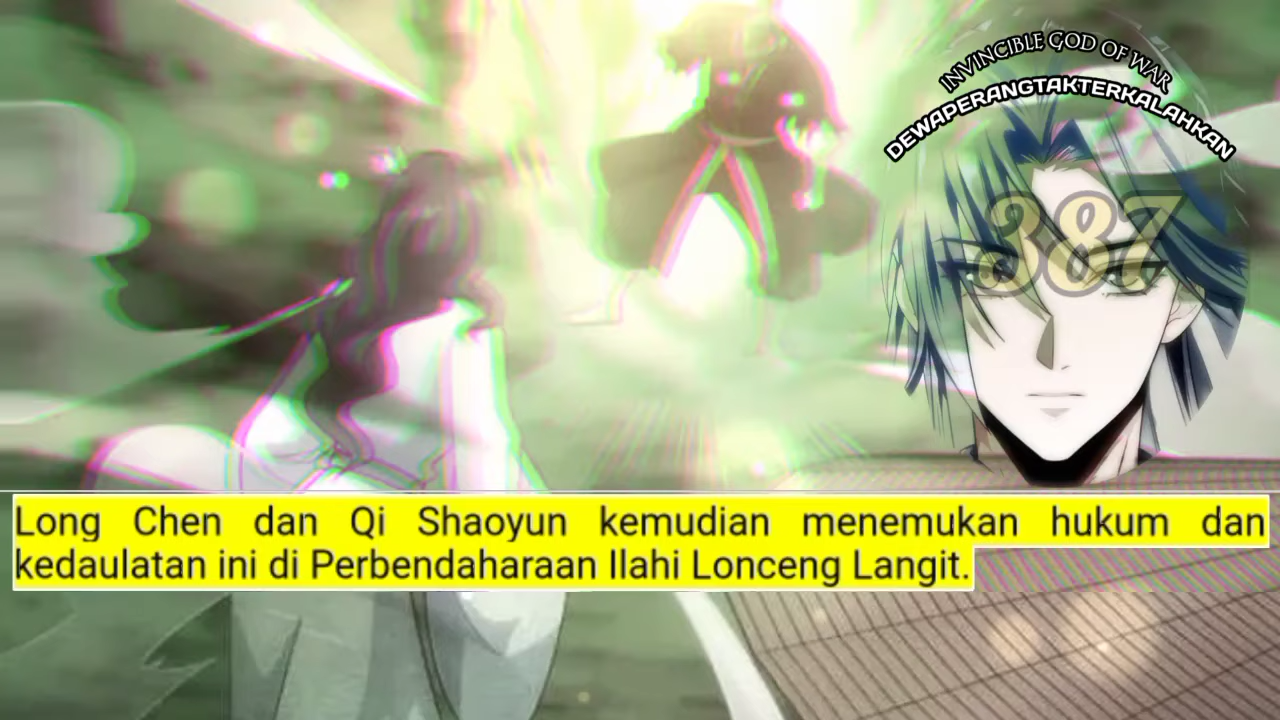 INVINCIBLE GOD OF WAR
DEWAPERANGTAKTERKALAHKAN
387
Long Chen dan Qi Shaoyun kemudian menemukan hukum dan
kedaulatan ini di Perbendaharaan Ilahi Lonceng Langit.